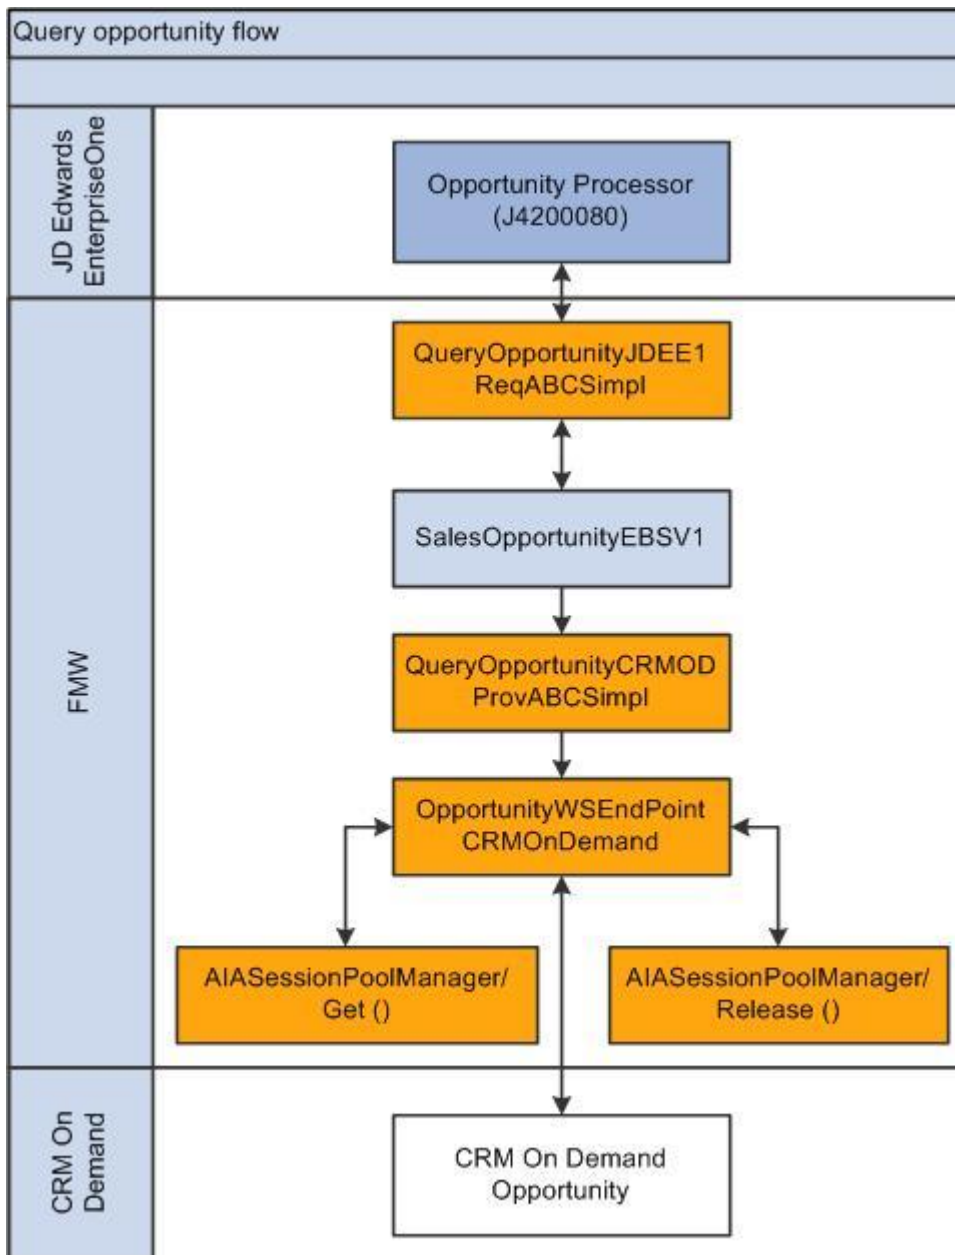 Query opportunity flow
JD Edwards
EnterpriseOne
Opportunity Processor
(J4200080)
FMW
QueryOpportunityJDEE1
ReqABCSimpl
SalesOpportunityEBSV1
QueryOpportunityCRMOD
ProvABCSimpl
OpportunityWSEndPoint
CRMOnDemand
AIASessionPoolManager/
Get ()
AIASessionPoolManager/
Release ()
CRM On
Demand
CRM On Demand
Opportunity